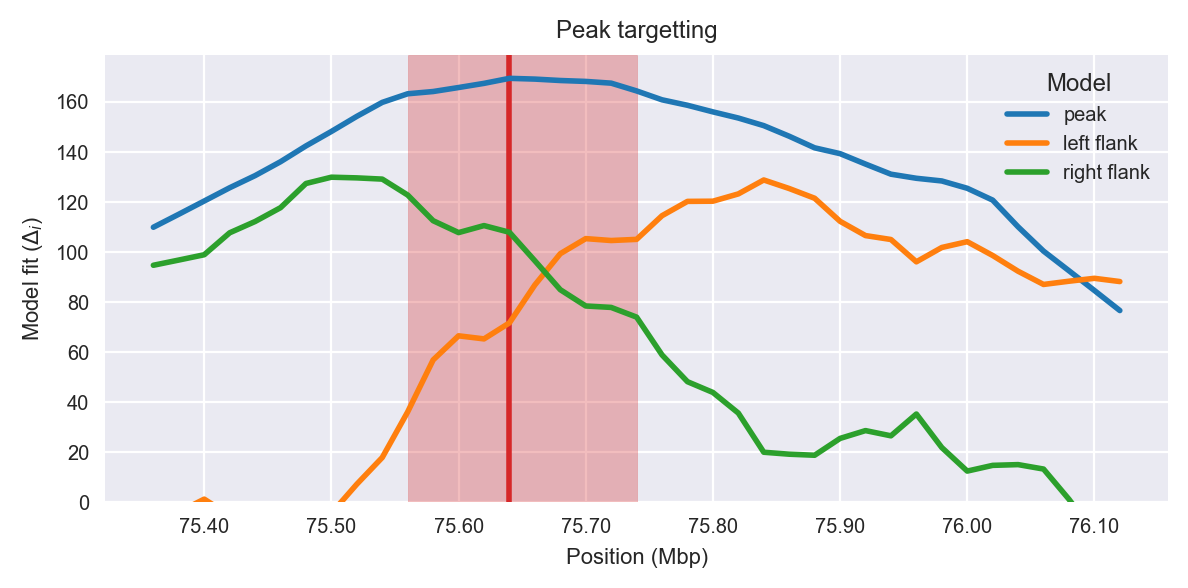 Peak targetting
Model fit (Δi)
160
140
120
100
80
60
40
20
0
Model
peak
left flank
right flank
75.40 75.50 75.60 75.70 75.80 75.90 76.00 76.10
Position (Mbp)